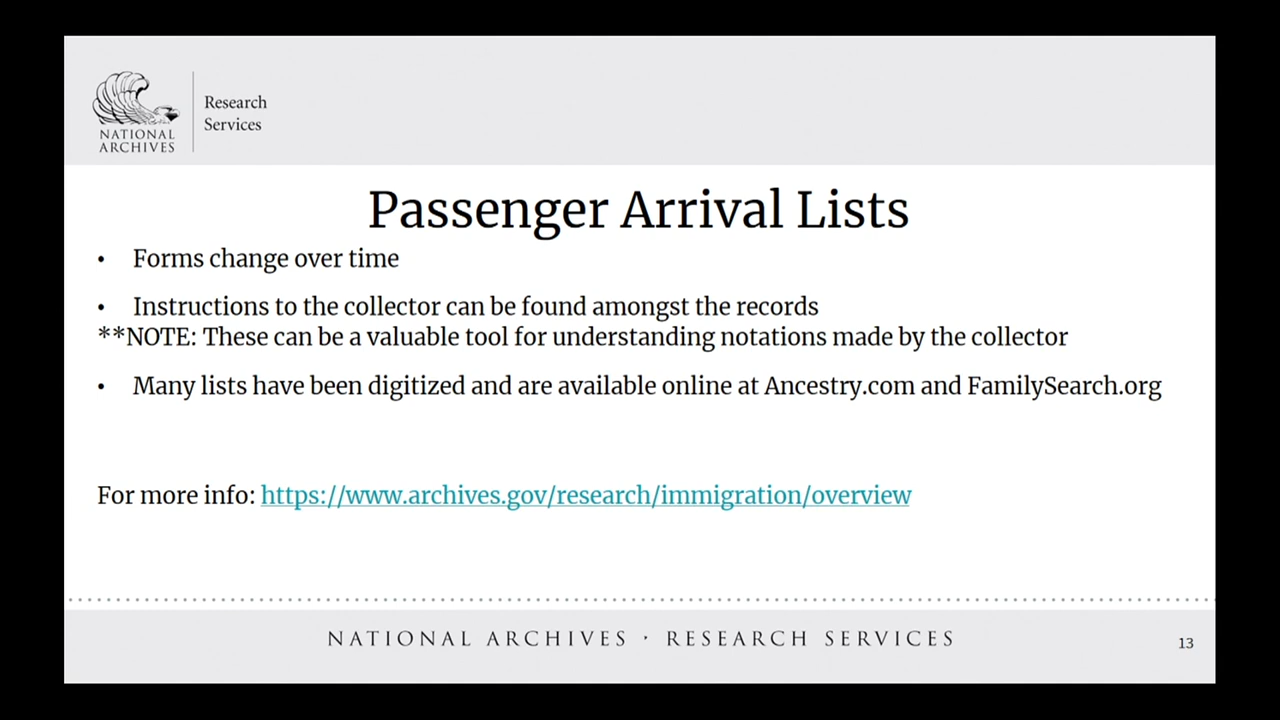 NATIONAL
ARCHIVES
Research
Services
Passenger Arrival Lists
• Forms change over time
• Instructions to the collector can be found amongst the records
**NOTE: These can be a valuable tool for understanding notations made by the collector
• Many lists have been digitized and are available online at Ancestry.com and FamilySearch.org
For more info: https://www.archives.gov/research/immigration/overview
NATIONAL ARCHIVES · RESEARCH SERVICES
13